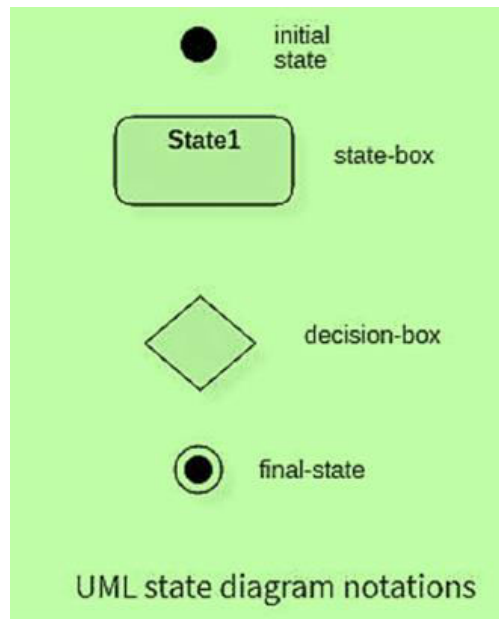 initial
state
State1
state-box
decision-box
final-state
UML state diagram notations